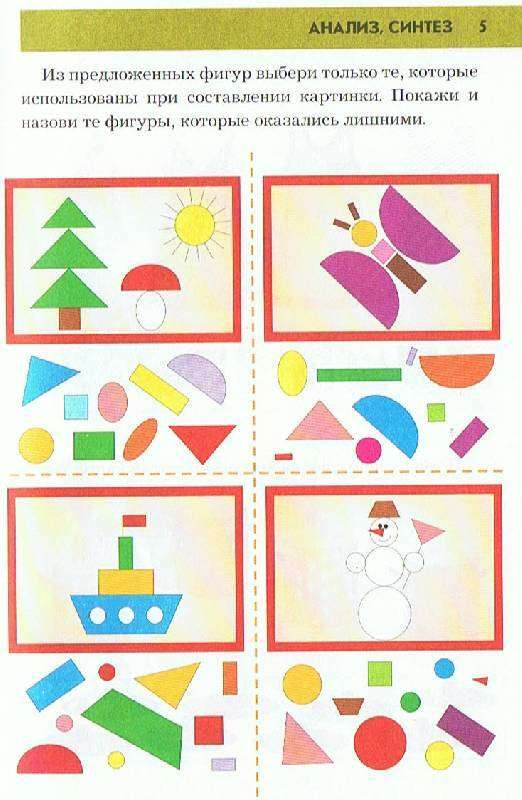 АНАЛИЗ, СИНТЕЗ 5
Из предложенных фигур выбери только те, которые
использованы при составлении картинки. Покажи и
назови те фигуры, которые оказались лишними.